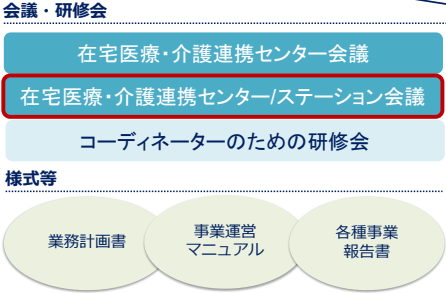 会議・研修会
在宅医療・介護連携センター会議
在宅医療・介護連携センター/ステーション会議
コーディネーターのための研修会
様式等
業務計画書
事業運営
マニュアル
各種事業
報告書